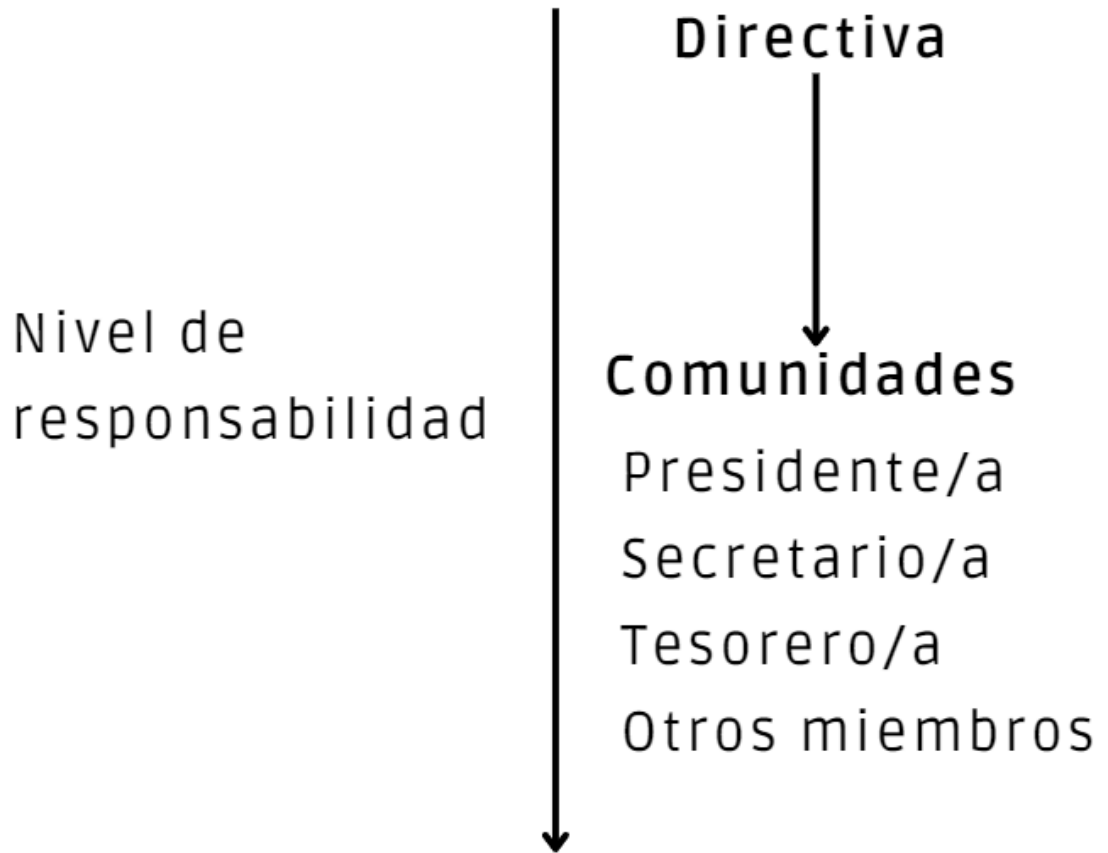 Directiva
Nivel de
responsabilidad
Comunidades
Presidente/a
Secretario/a
Tesorero/a
Otros miembros